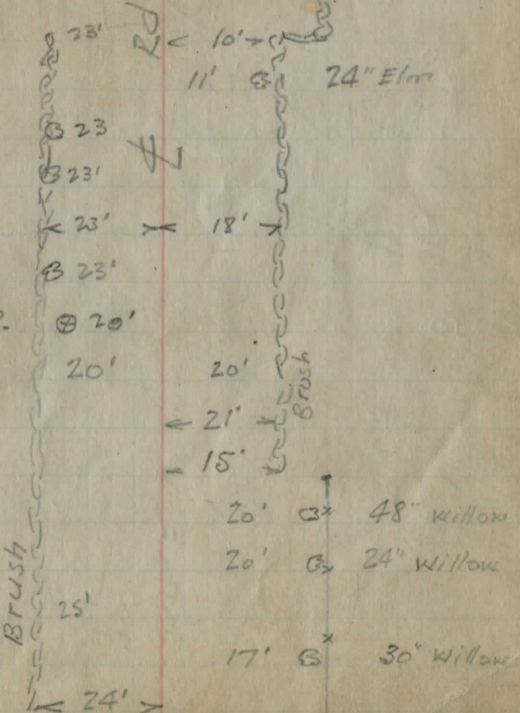 23' Rd 10'
11' 24" Elm
23
℄
23'
23' 18'
23'
20'
20' 20'
Brush
21'
15'
20' 48" Willow
20' 24" Willow
Brush
25'
17' 30" Willow
24'